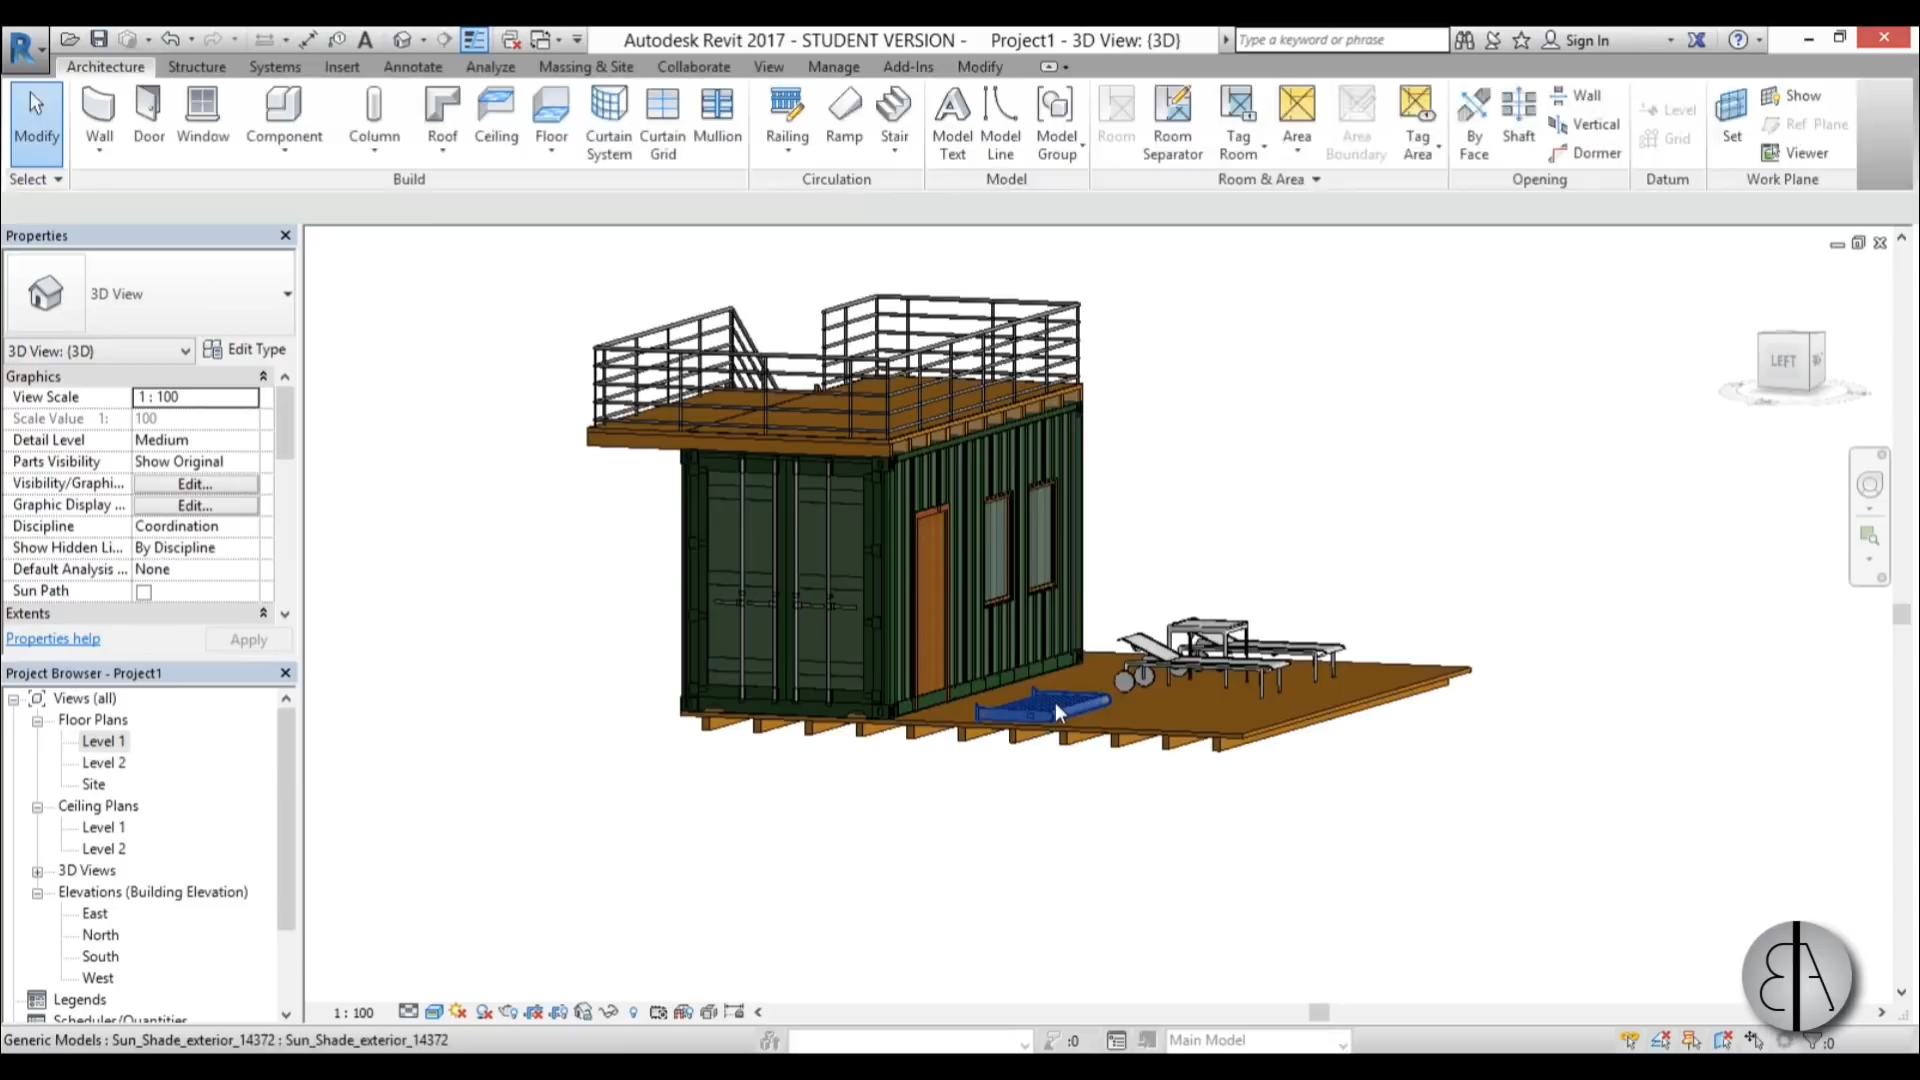 Autodesk Revit 2017 - STUDENT VERSION - Project1 - 3D View: {3D}
Type a keyword or phrase
Sign In
Architecture Structure Systems Insert Annotate Analyze Massing & Site Collaborate View Manage Add-Ins Modify
Modify Wall Door Window Component Column Roof Ceiling Floor Curtain System Curtain Grid Mullion Railing Ramp Stair Model Text Model Line Model Group Room Room Separator Tag Room Area Area Boundary Tag Area By Face Shaft Wall Vertical Dormer Level Grid Set Show Ref Plane Viewer
Select Build Circulation Model Room & Area Opening Datum Work Plane
Properties
3D View
3D View: {3D} Edit Type
Graphics
View Scale 1 : 100
Scale Value 1: 100
Detail Level Medium
Parts Visibility Show Original
Visibility/Graphi... Edit...
Graphic Display ... Edit...
Discipline Coordination
Show Hidden Li... By Discipline
Default Analysis ... None
Sun Path
Extents
Properties help Apply
Project Browser - Project1
Views (all)
Floor Plans
Level 1
Level 2
Site
Ceiling Plans
Level 1
Level 2
3D Views
Elevations (Building Elevation)
East
North
South
West
Legends
Schedules/Quantities
LEFT
1 : 100
Generic Models : Sun_Shade_exterior_14372 : Sun_Shade_exterior_14372
:0
Main Model
:0